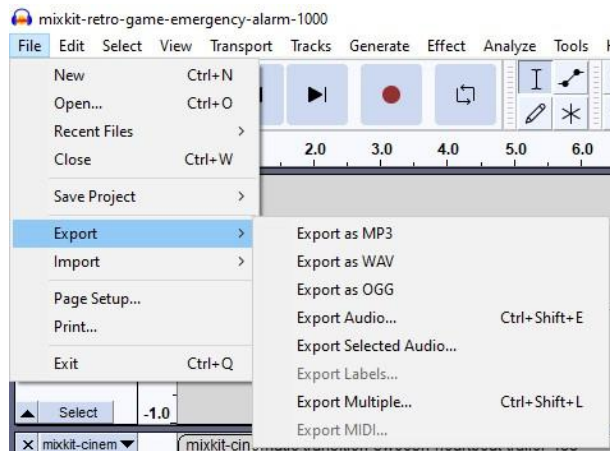 mixkit-retro-game-emergency-alarm-1000
File Edit Select View Transport Tracks Generate Effect Analyze Tools
New Ctrl+N
Open... Ctrl+O
Recent Files >
Close Ctrl+W
Save Project >
Export >
Import >
Page Setup...
Print...
Exit Ctrl+Q
2.0 3.0 4.0 5.0 6.0
Export as MP3
Export as WAV
Export as OGG
Export Audio... Ctrl+Shift+E
Export Selected Audio...
Export Labels...
Export Multiple... Ctrl+Shift+L
Export MIDI...
Select -1.0
× mixkit-cinem▼ mixkit-cin